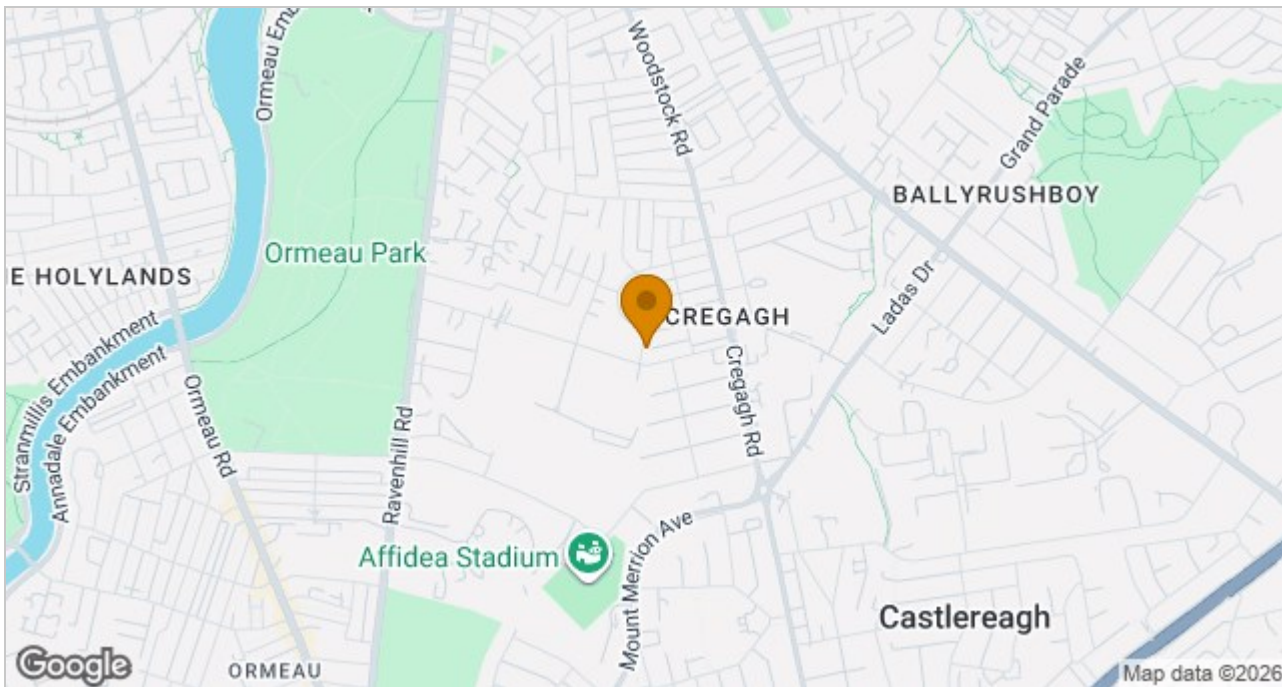 Ormeau Emb
Woodstock Rd
Grand Parade
BALLYRUSHBOY
Ormeau Park
E HOLYLANDS
Ladas Dr
CREGAGH
Stranmillis Embankment
Annadale Embankment
Ormeau Rd
Ravenhill Rd
Cregagh Rd
Affidea Stadium
Mount Merrion Ave
Castlereagh
Google
ORMEAU
Map data ©2026